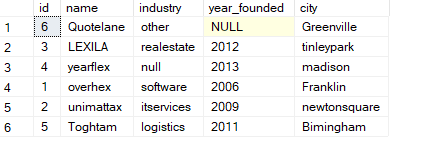 id name industry year_founded city
1 6 Quotelane other NULL Greenville
2 3 LEXILA realestate 2012 tinleypark
3 4 yearflex null 2013 madison
4 1 overhex software 2006 Franklin
5 2 unimattax itservices 2009 newtonsquare
6 5 Toghtam logistics 2011 Bimingham